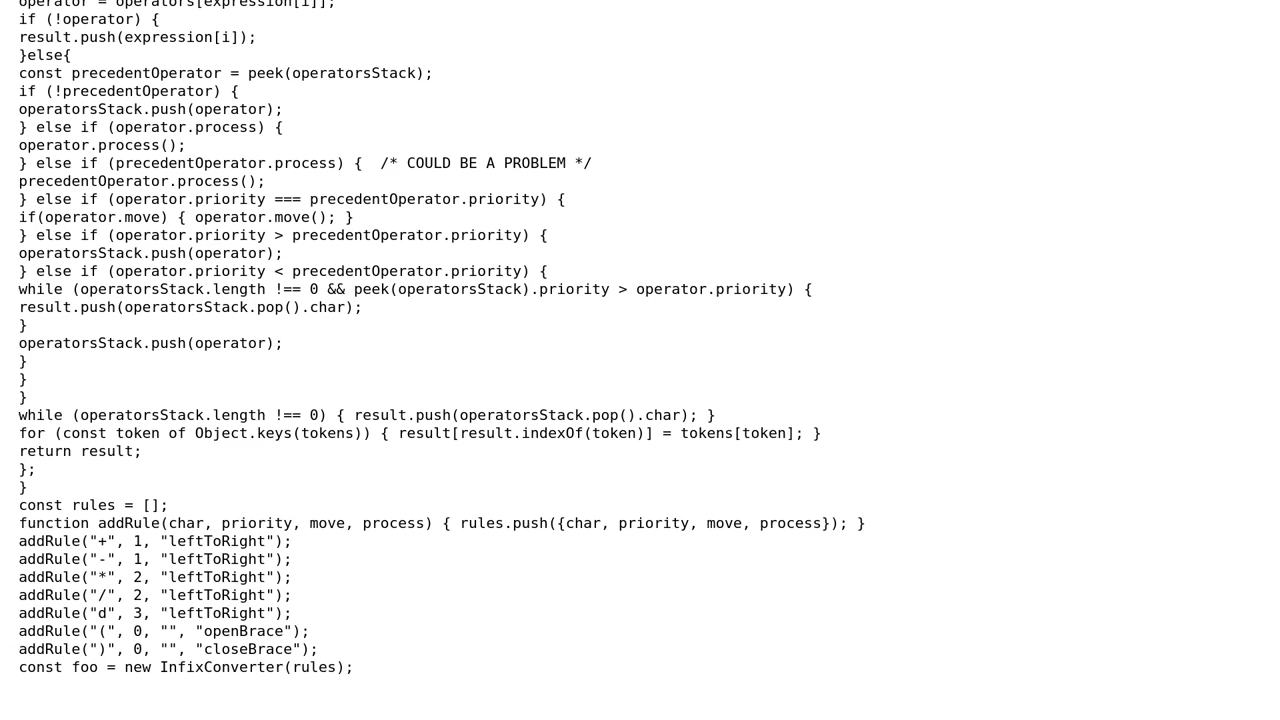 operator = operators[expression[i]];
if (!operator) {
result.push(expression[i]);
}else{
const precedentOperator = peek(operatorsStack);
if (!precedentOperator) {
operatorsStack.push(operator);
} else if (operator.process) {
operator.process();
} else if (precedentOperator.process) {  /* COULD BE A PROBLEM */
precedentOperator.process();
} else if (operator.priority === precedentOperator.priority) {
if(operator.move) { operator.move(); }
} else if (operator.priority > precedentOperator.priority) {
operatorsStack.push(operator);
} else if (operator.priority < precedentOperator.priority) {
while (operatorsStack.length !== 0 && peek(operatorsStack).priority > operator.priority) {
result.push(operatorsStack.pop().char);
}
operatorsStack.push(operator);
}
}
}
while (operatorsStack.length !== 0) { result.push(operatorsStack.pop().char); }
for (const token of Object.keys(tokens)) { result[result.indexOf(token)] = tokens[token]; }
return result;
};
}
const rules = [];
function addRule(char, priority, move, process) { rules.push({char, priority, move, process}); }
addRule("+", 1, "leftToRight");
addRule("-", 1, "leftToRight");
addRule("*", 2, "leftToRight");
addRule("/", 2, "leftToRight");
addRule("d", 3, "leftToRight");
addRule("(", 0, "", "openBrace");
addRule(")", 0, "", "closeBrace");
const foo = new InfixConverter(rules);